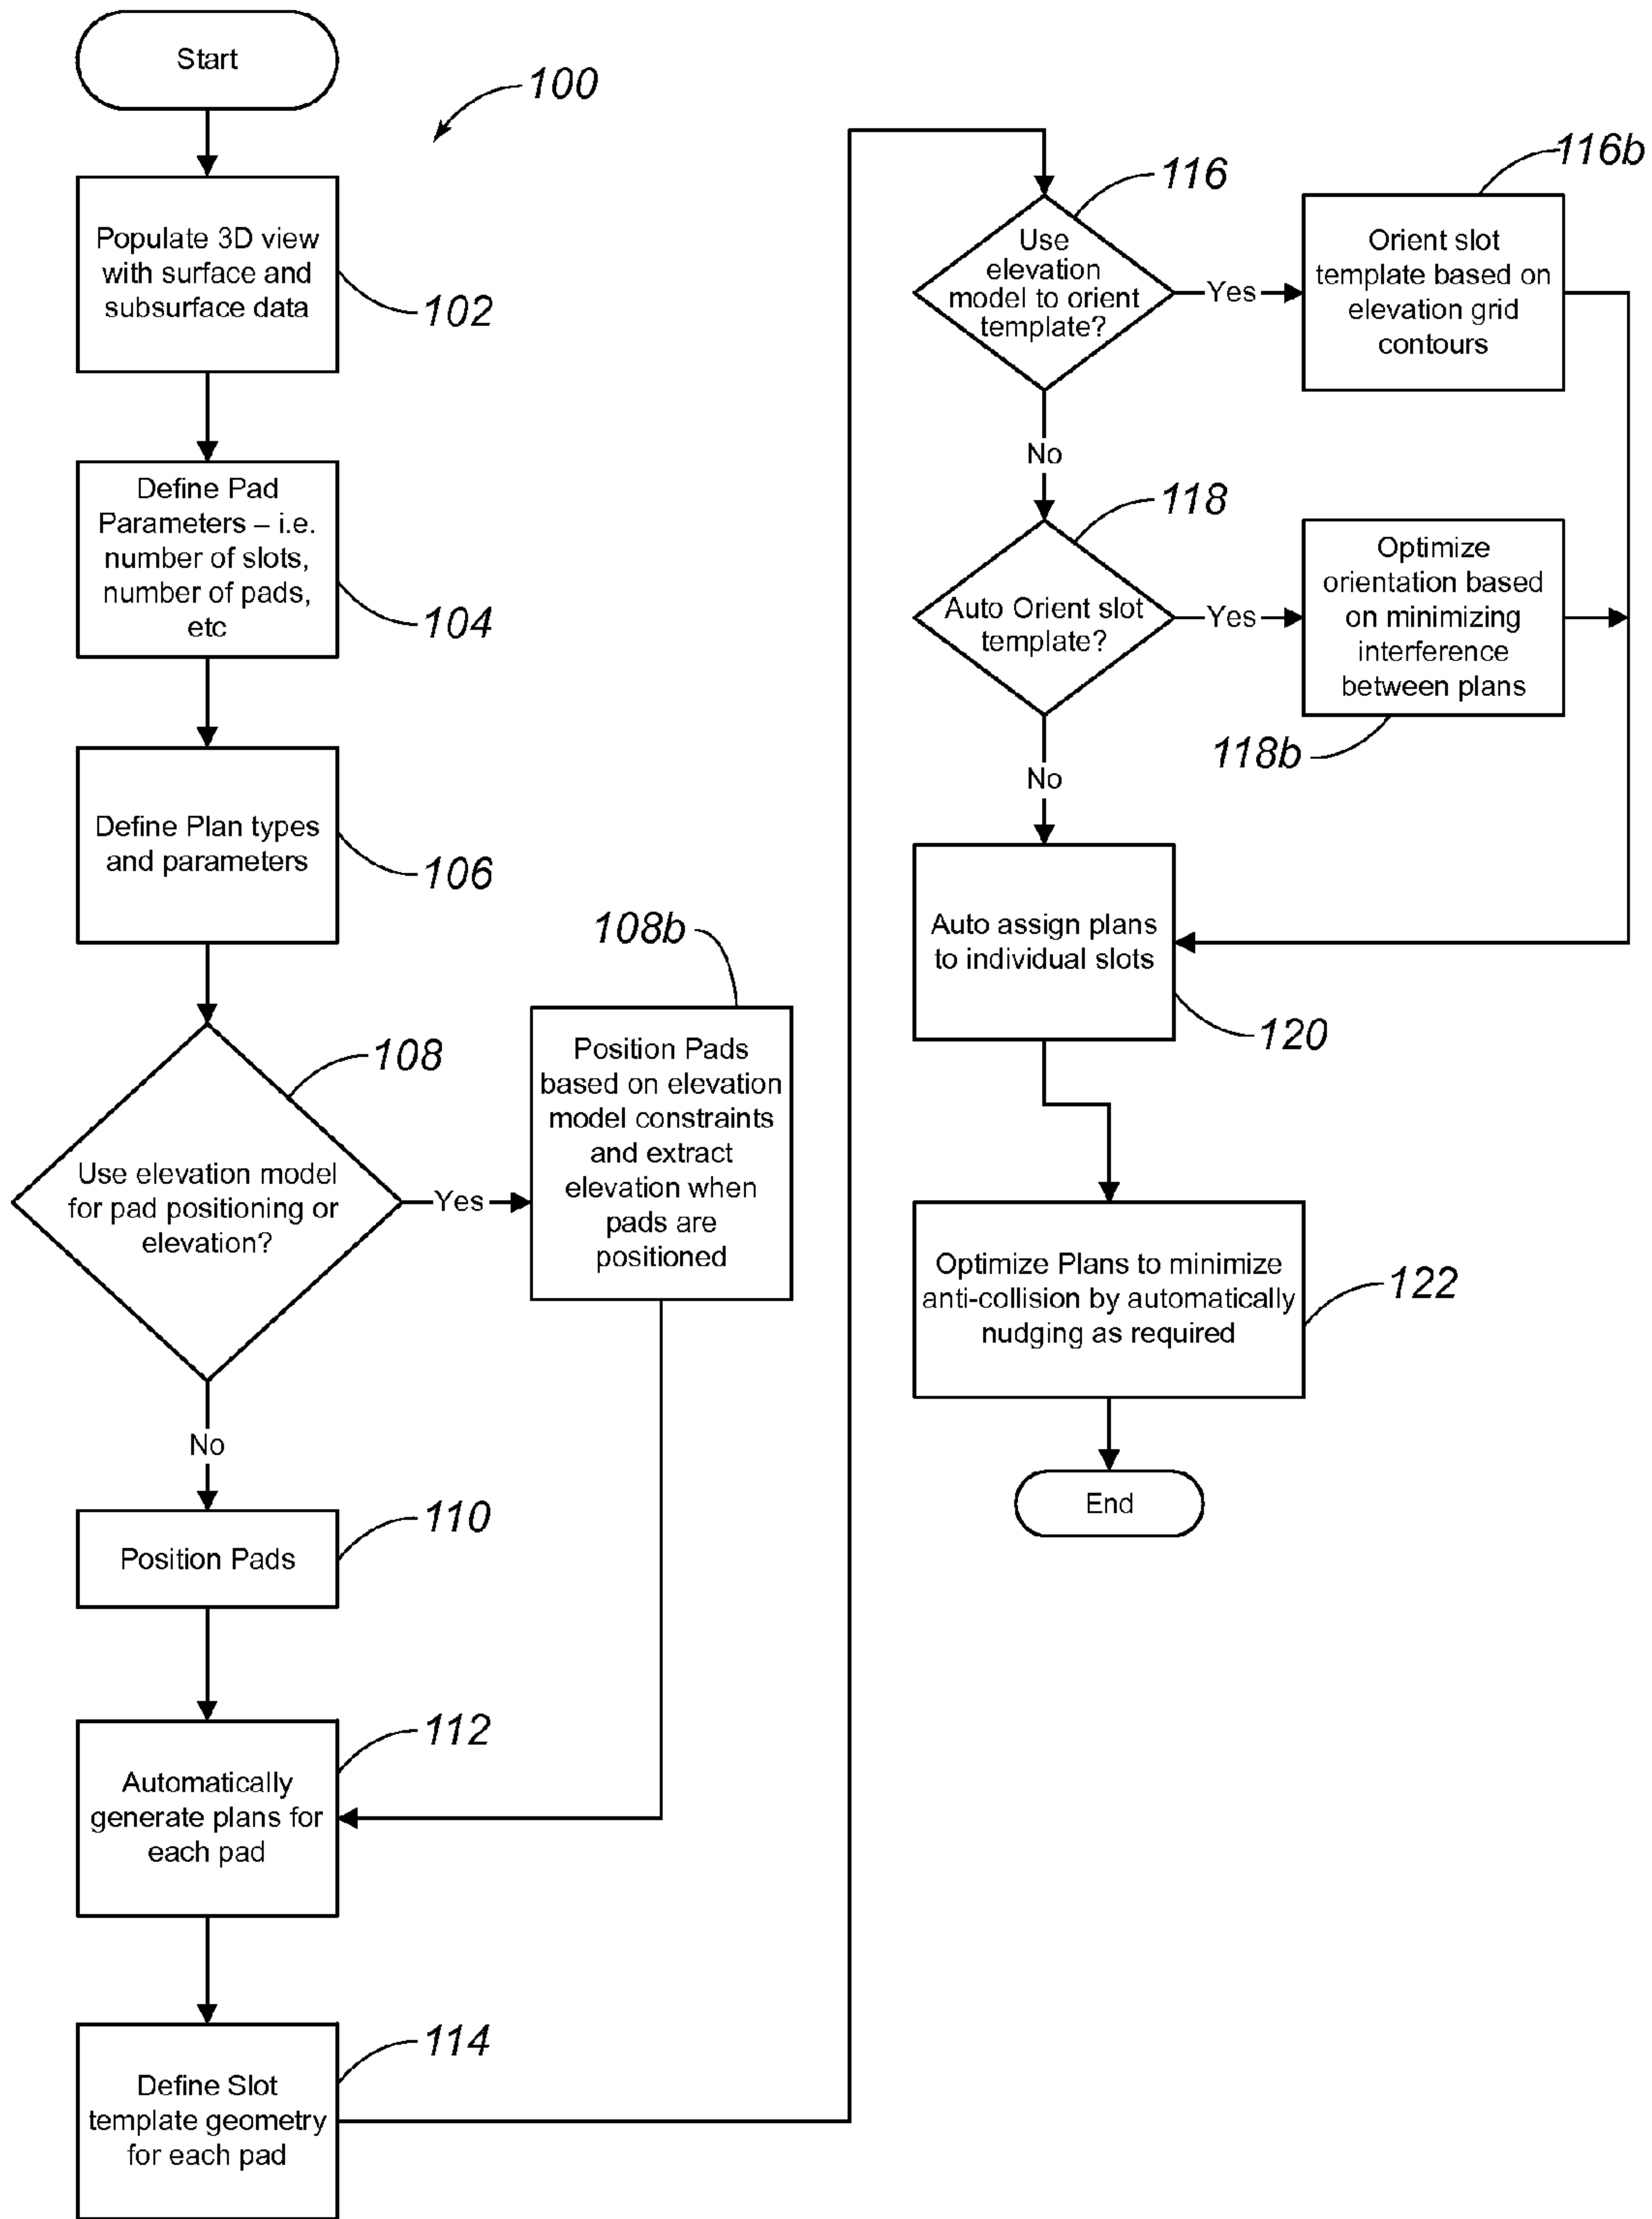 Start
100
Populate 3D view
with surface and
subsurface data
102
Define Pad
Parameters – i.e.
number of slots,
number of pads,
etc
104
Define Plan types
and parameters
106
108
Use elevation model
for pad positioning or
elevation?
Yes
108b
Position Pads
based on elevation
model constraints
and extract
elevation when
pads are
positioned
No
Position Pads
110
Automatically
generate plans for
each pad
112
Define Slot
template geometry
for each pad
114
116
Use
elevation
model to orient
template?
Yes
116b
Orient slot
template based on
elevation grid
contours
No
118
Auto Orient slot
template?
Yes
Optimize
orientation based
on minimizing
interference
between plans
118b
No
Auto assign plans
to individual slots
120
Optimize Plans to minimize
anti-collision by automatically
nudging as required
122
End